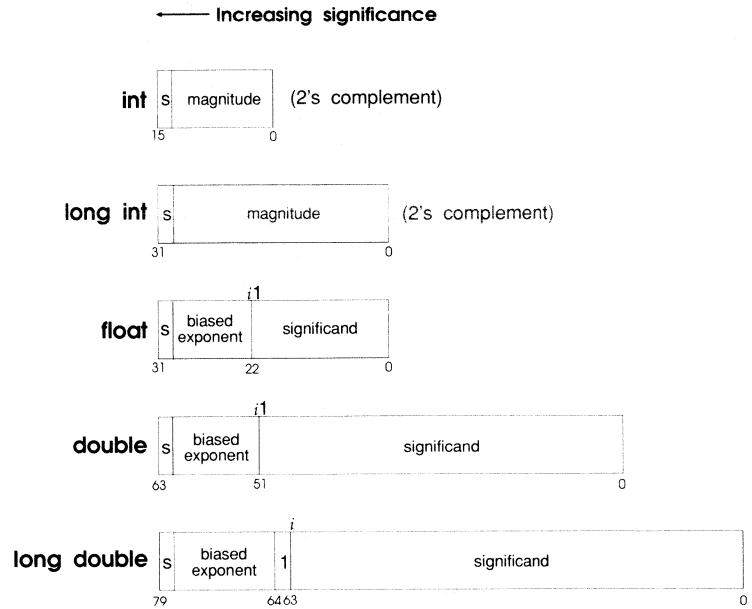 Increasing significance
int s magnitude (2's complement)
15 0
long int s magnitude (2's complement)
31 0
i1
float s biased exponent significand
31 22 0
i1
double s biased exponent significand
63 51 0
i
long double s biased exponent 1 significand
79 64 63 0